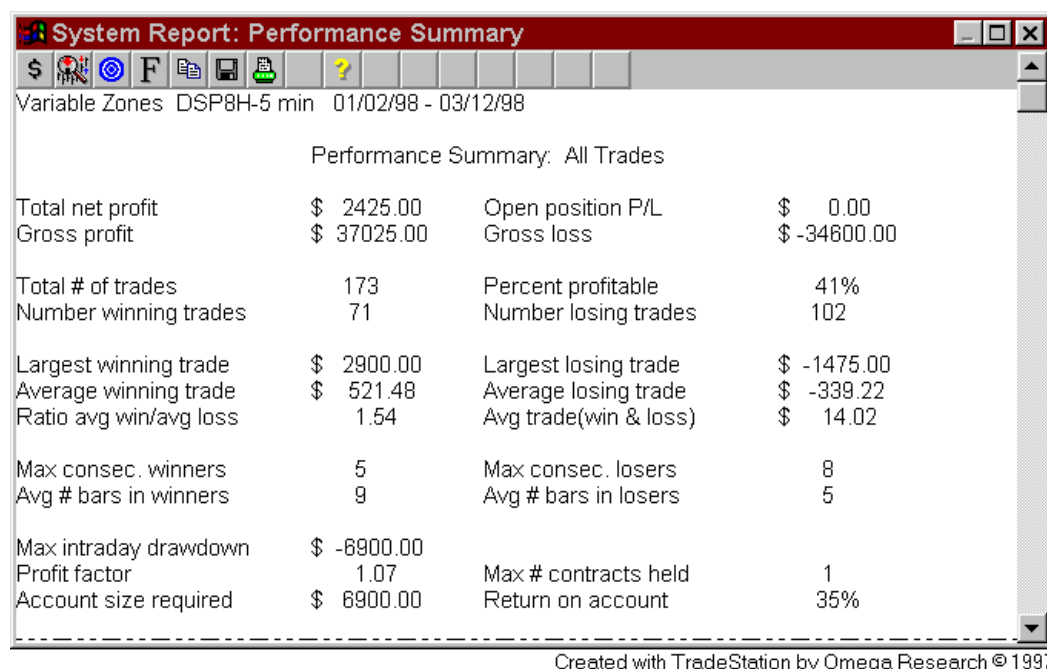 System Report: Performance Summary
$ F ?
Variable Zones DSP8H-5 min 01/02/98 - 03/12/98
Performance Summary: All Trades
Total net profit $ 2425.00 Open position P/L $ 0.00
Gross profit $ 37025.00 Gross loss $ -34600.00
Total # of trades 173 Percent profitable 41%
Number winning trades 71 Number losing trades 102
Largest winning trade $ 2900.00 Largest losing trade $ -1475.00
Average winning trade $ 521.48 Average losing trade $ -339.22
Ratio avg win/avg loss 1.54 Avg trade(win & loss) $ 14.02
Max consec. winners 5 Max consec. losers 8
Avg # bars in winners 9 Avg # bars in losers 5
Max intraday drawdown $ -6900.00
Profit factor 1.07 Max # contracts held 1
Account size required $ 6900.00 Return on account 35%
Created with TradeStation by Omega Research © 199